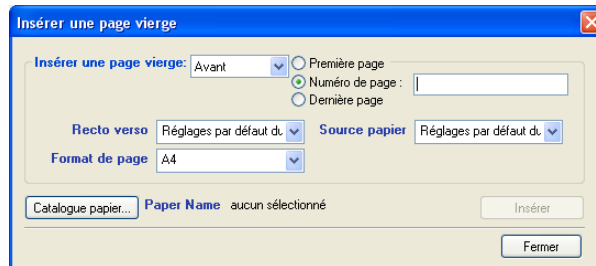 Insérer une page vierge
Insérer une page vierge: Avant
Première page
Numéro de page :
Dernière page
Recto verso Réglages par défaut du Source papier Réglages par défaut du
Format de page A4
Catalogue papier... Paper Name aucun sélectionné Insérer
Fermer